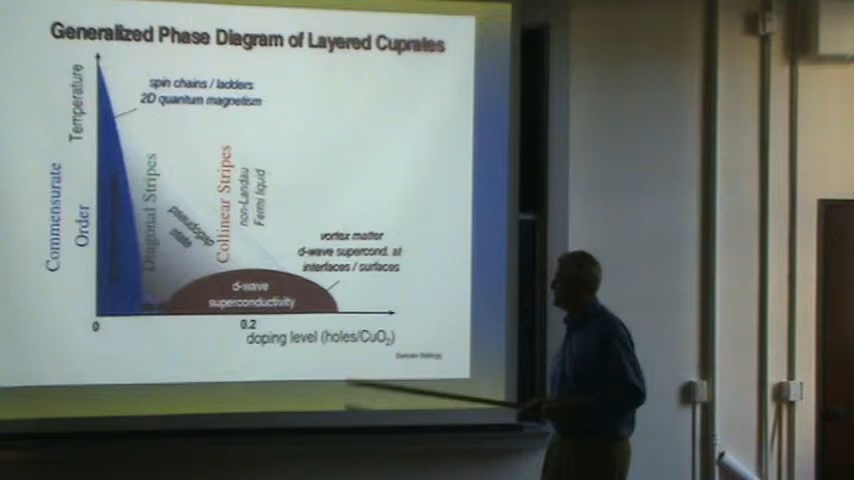 Generalized Phase Diagram of Layered Cuprates
Temperature
spin chains / ladders
2D quantum magnetism
Commensurate
Order
Diagonal Stripes
pseudogap
state
Collinear Stripes
non-Landau
Fermi liquid
vortex matter
d-wave supercond. at
interfaces / surfaces
d-wave
superconductivity
0
0.2
doping level (holes/CuO₂)